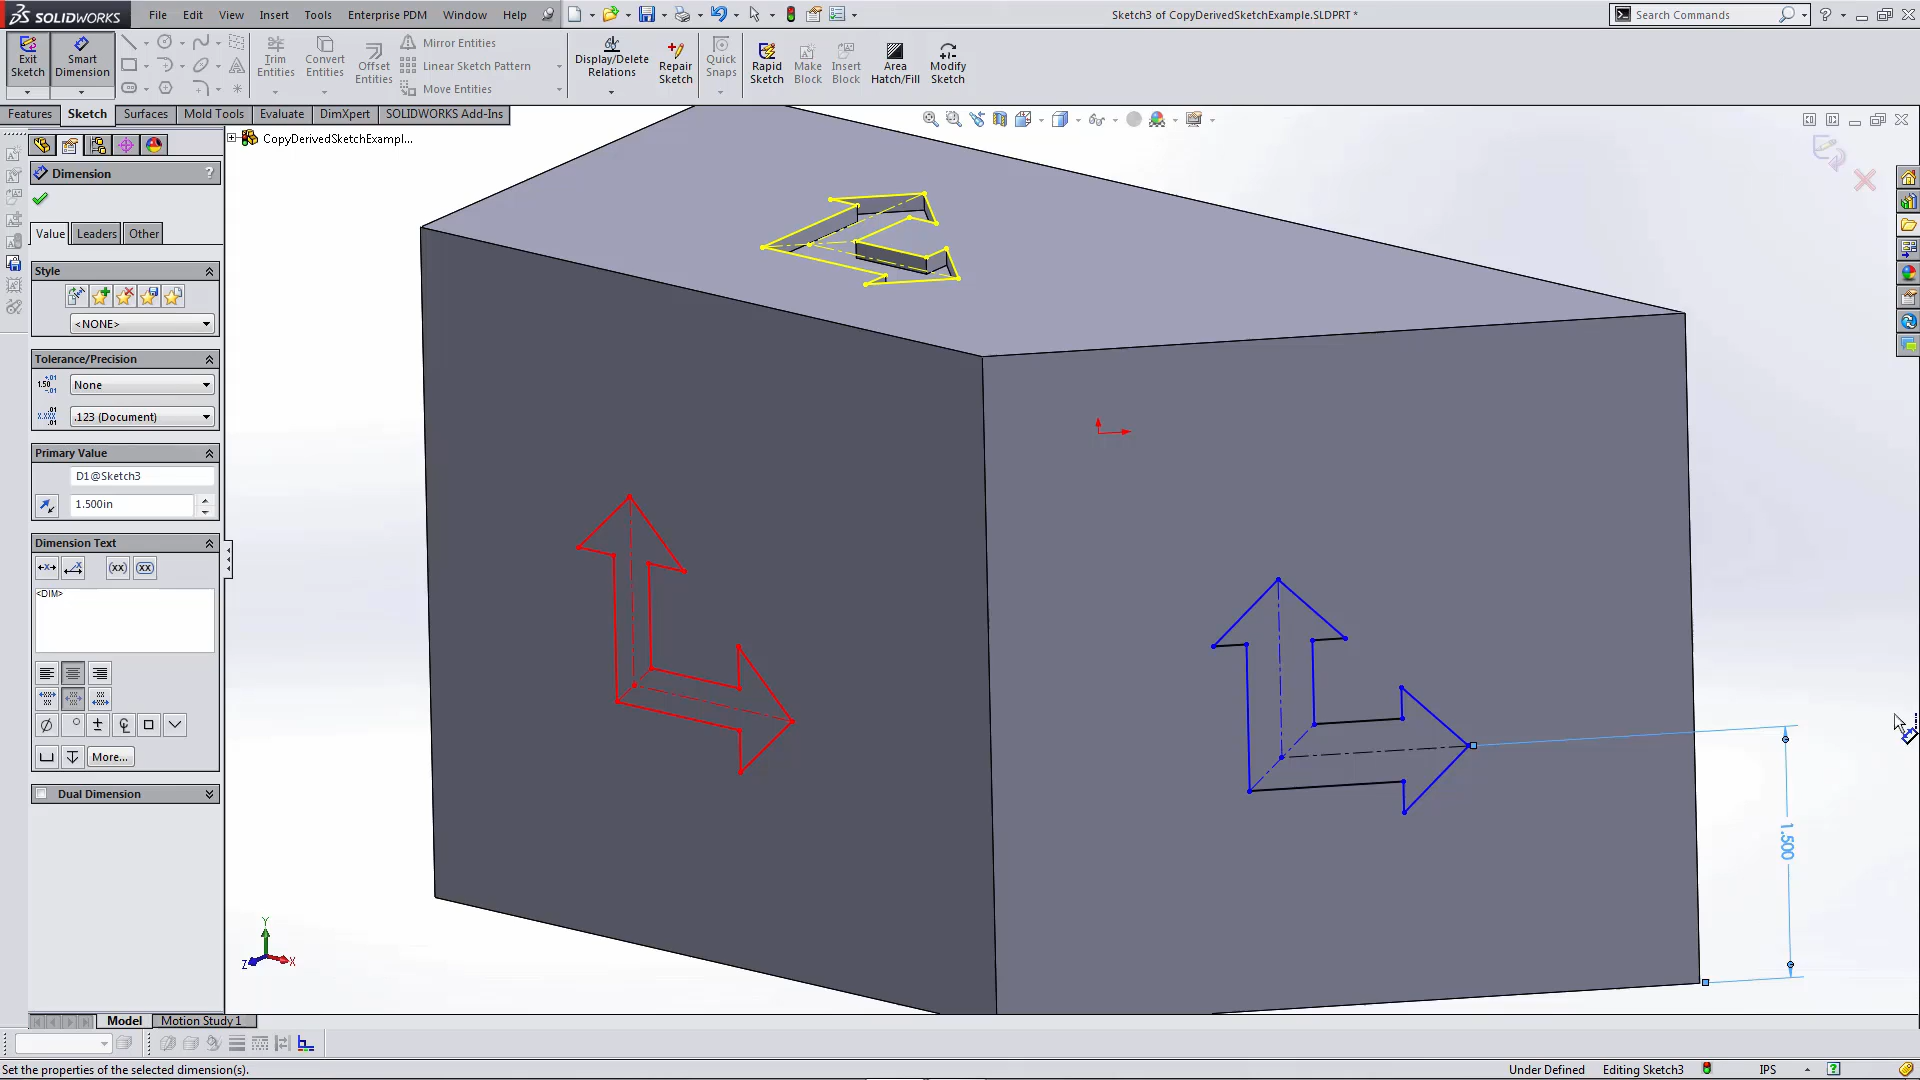 SOLIDWORKS File Edit View Insert Tools Enterprise PDM Window Help
Sketch3 of CopyDerivedSketchExample.SLDPRT *
Search Commands
?
Exit Sketch
Smart Dimension
Trim Entities
Convert Entities
Offset Entities
Mirror Entities
Linear Sketch Pattern
Move Entities
Display/Delete Relations
Repair Sketch
Quick Snaps
Rapid Sketch
Make Block
Insert Block
Area Hatch/Fill
Modify Sketch
Features Sketch Surfaces Mold Tools Evaluate DimXpert SOLIDWORKS Add-Ins
CopyDerivedSketchExampl...
Dimension ?
Value Leaders Other
Style
<NONE>
Tolerance/Precision
None
.123 (Document)
Primary Value
D1@Sketch3
1.500in
Dimension Text
(xx) (xx)
<DIM>
More...
Dual Dimension
1.500
Y
Z X
Model Motion Study 1
Set the properties of the selected dimension(s).
Under Defined Editing Sketch3 IPS ?